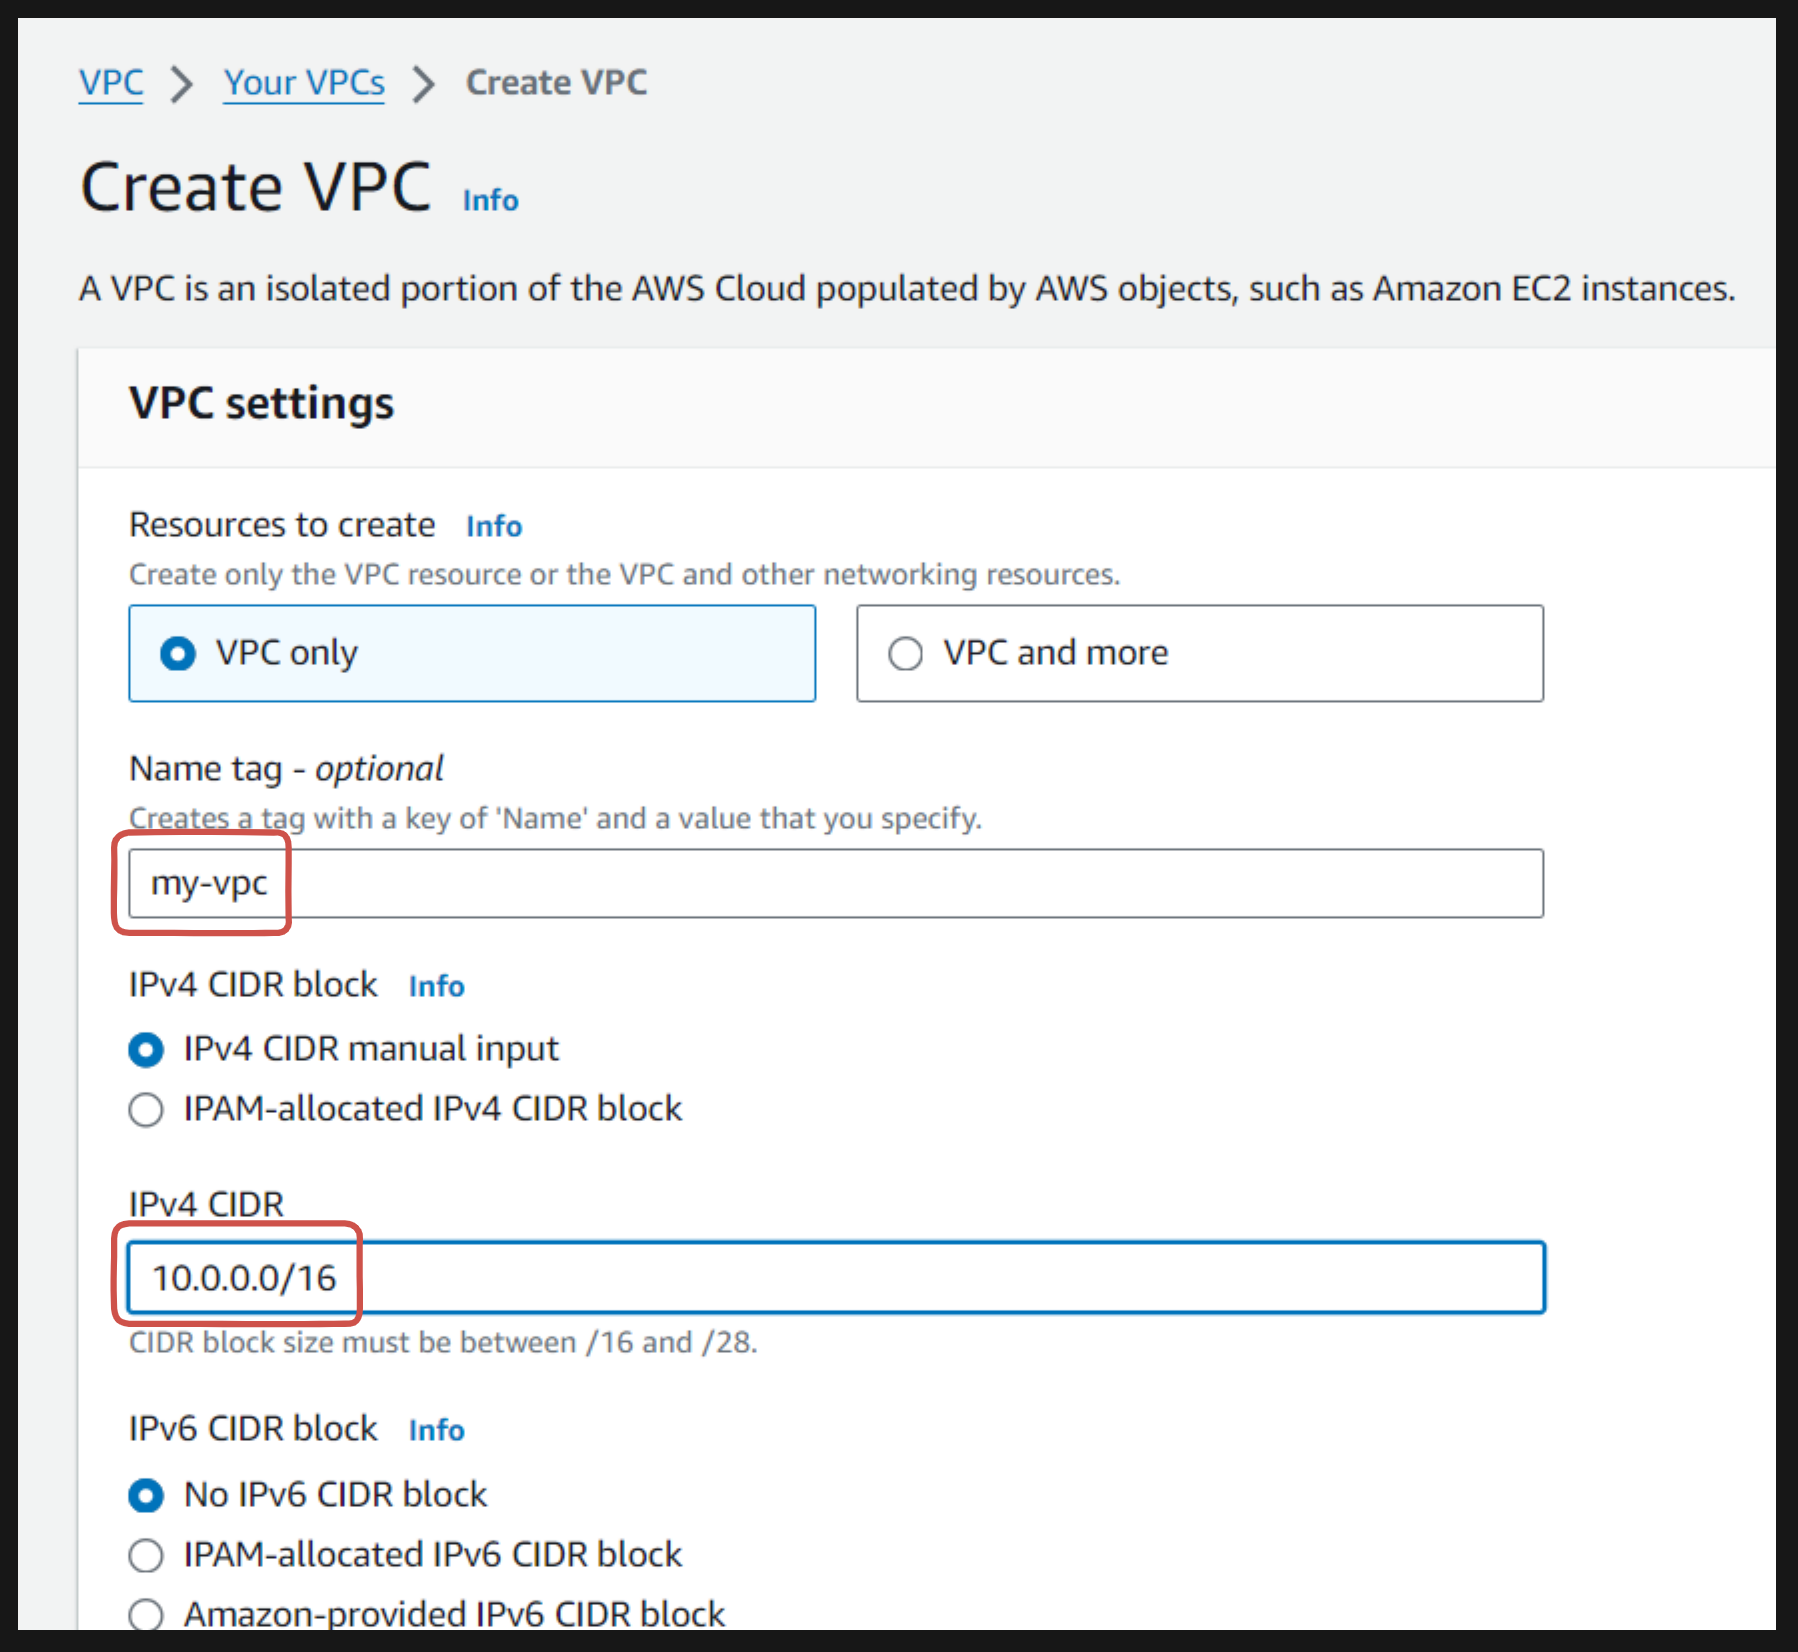 VPC > Your VPCs > Create VPC
Create VPC Info
A VPC is an isolated portion of the AWS Cloud populated by AWS objects, such as Amazon EC2 instances.
VPC settings
Resources to create Info
Create only the VPC resource or the VPC and other networking resources.
VPC only VPC and more
Name tag - optional
Creates a tag with a key of 'Name' and a value that you specify.
my-vpc
IPv4 CIDR block Info
IPv4 CIDR manual input
IPAM-allocated IPv4 CIDR block
IPv4 CIDR
10.0.0.0/16
CIDR block size must be between /16 and /28.
IPv6 CIDR block Info
No IPv6 CIDR block
IPAM-allocated IPv6 CIDR block
Amazon-provided IPv6 CIDR block